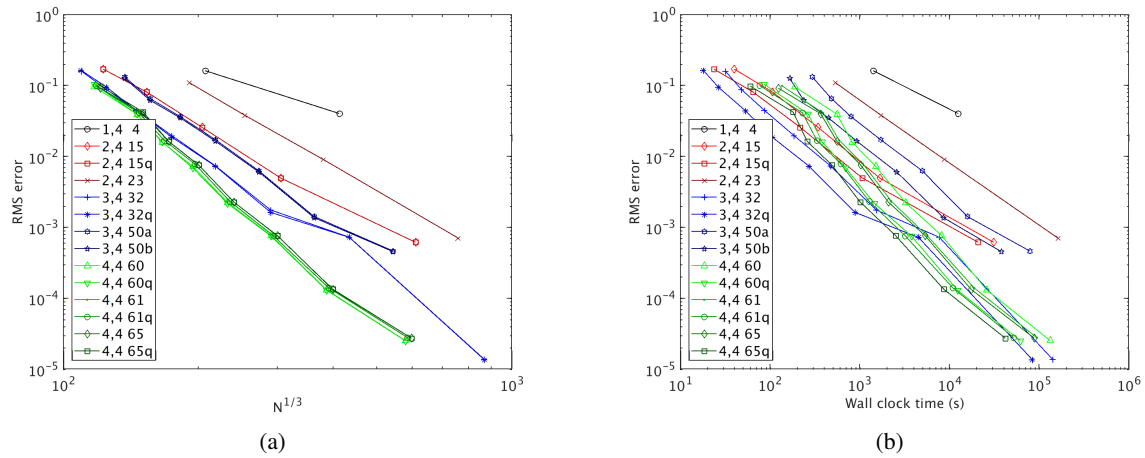 10^0
10^-1
10^-2
10^-3
10^-4
10^-5
RMS error
1,4 4
2,4 15
2,4 15q
2,4 23
3,4 32
3,4 32q
3,4 50a
3,4 50b
4,4 60
4,4 60q
4,4 61
4,4 61q
4,4 65
4,4 65q
10^2
10^3
N^1/3
(a)
10^0
10^-1
10^-2
10^-3
10^-4
10^-5
RMS error
1,4 4
2,4 15
2,4 15q
2,4 23
3,4 32
3,4 32q
3,4 50a
3,4 50b
4,4 60
4,4 60q
4,4 61
4,4 61q
4,4 65
4,4 65q
10^1
10^2
10^3
10^4
10^5
10^6
Wall clock time (s)
(b)